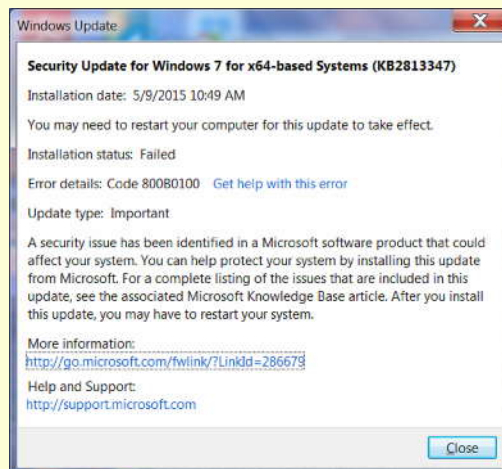 Windows Update
Security Update for Windows 7 for x64-based Systems (KB2813347)
Installation date: 5/9/2015 10:49 AM
You may need to restart your computer for this update to take effect.
Installation status: Failed
Error details: Code 800B0100 Get help with this error
Update type: Important
A security issue has been identified in a Microsoft software product that could
affect your system. You can help protect your system by installing this update
from Microsoft. For a complete listing of the issues that are included in this
update, see the associated Microsoft Knowledge Base article. After you install
this update, you may have to restart your system.
More information:
http://go.microsoft.com/fwlink/?LinkId=286679
Help and Support:
http://support.microsoft.com
Close